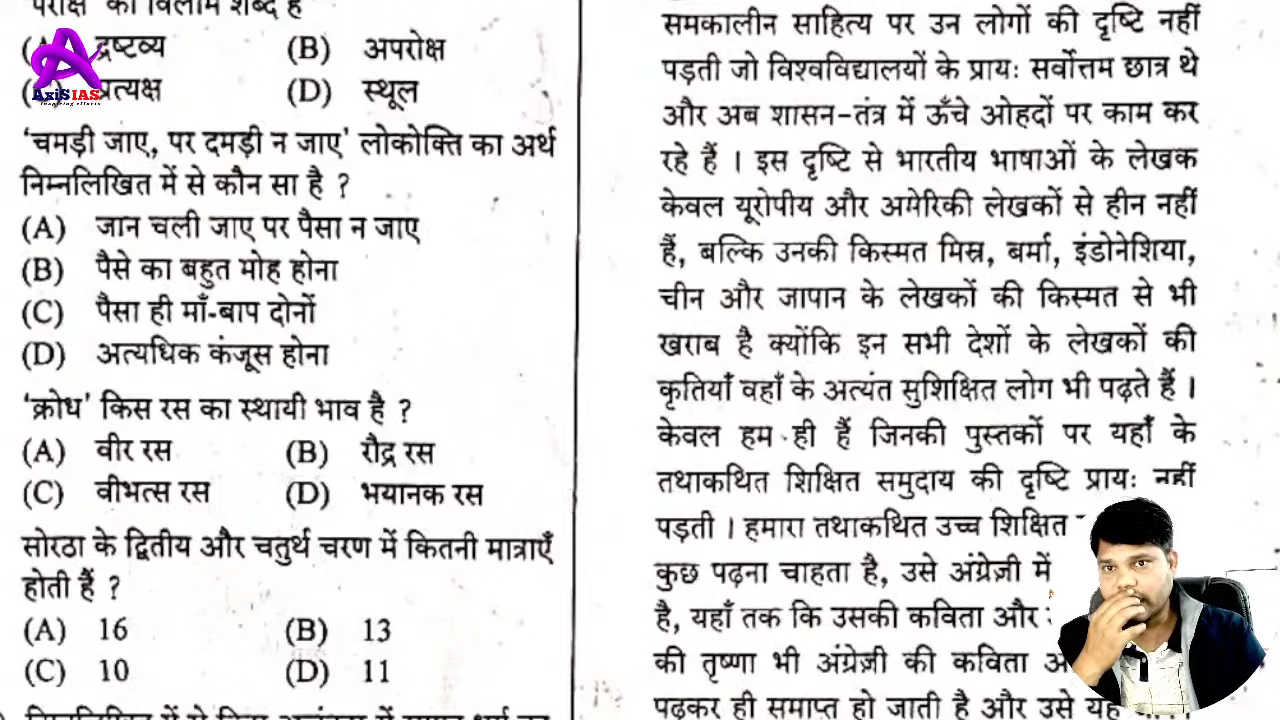 परोक्ष का विलोम शब्द है
द्रष्टव्य (B) अपरोक्ष
प्रत्यक्ष (D) स्थूल
AxiS IAS
inspiring efforts
'चमड़ी जाए, पर दमड़ी न जाए' लोकोक्ति का अर्थ
निम्नलिखित में से कौन सा है ?
(A) जान चली जाए पर पैसा न जाए
(B) पैसे का बहुत मोह होना
(C) पैसा ही माँ-बाप दोनों
(D) अत्यधिक कंजूस होना
'क्रोध' किस रस का स्थायी भाव है ?
(A) वीर रस (B) रौद्र रस
(C) वीभत्स रस (D) भयानक रस
सोरठा के द्वितीय और चतुर्थ चरण में कितनी मात्राएँ
होती हैं ?
(A) 16 (B) 13
(C) 10 (D) 11
समकालीन साहित्य पर उन लोगों की दृष्टि नहीं
पड़ती जो विश्वविद्यालयों के प्रायः सर्वोत्तम छात्र थे
और अब शासन-तंत्र में ऊँचे ओहदों पर काम कर
रहे हैं । इस दृष्टि से भारतीय भाषाओं के लेखक
केवल यूरोपीय और अमेरिकी लेखकों से हीन नहीं
हैं, बल्कि उनकी किस्मत मिस्र, बर्मा, इंडोनेशिया,
चीन और जापान के लेखकों की किस्मत से भी
खराब है क्योंकि इन सभी देशों के लेखकों की
कृतियाँ वहाँ के अत्यंत सुशिक्षित लोग भी पढ़ते हैं ।
केवल हम ही हैं जिनकी पुस्तकों पर यहाँ के
तथाकथित शिक्षित समुदाय की दृष्टि प्रायः नहीं
पड़ती । हमारा तथाकथित उच्च शिक्षित
कुछ पढ़ना चाहता है, उसे अंग्रेज़ी में
है, यहाँ तक कि उसकी कविता और
की तृष्णा भी अंग्रेज़ी की कविता
पढ़कर ही समाप्त हो जाती है और उसे यह